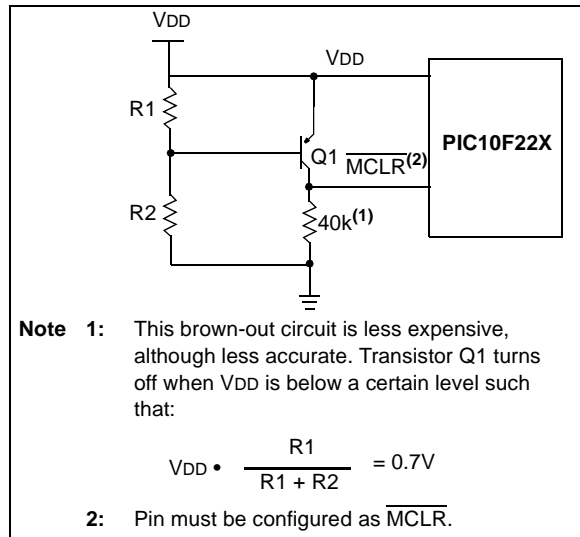 VDD
VDD
R1
Q1
MCLR(2)
PIC10F22X
R2
40k(1)
Note 1: This brown-out circuit is less expensive,
although less accurate. Transistor Q1 turns
off when VDD is below a certain level such
that:
VDD • R1 / R1 + R2 = 0.7V
2: Pin must be configured as MCLR.